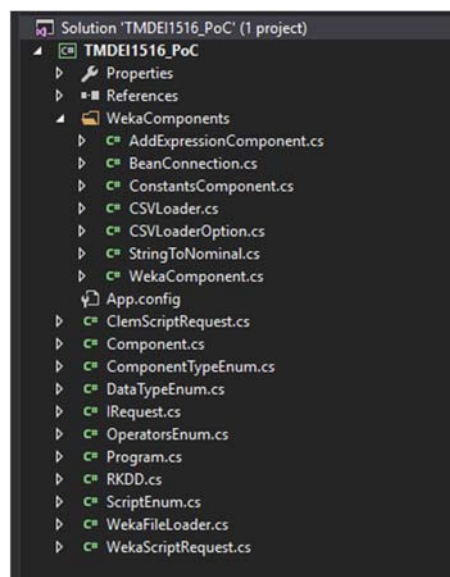 Solution 'TMDEI1516_PoC' (1 project)
TMDEI1516_PoC
Properties
References
WekaComponents
AddExpressionComponent.cs
BeanConnection.cs
ConstantsComponent.cs
CSVLoader.cs
CSVLoaderOption.cs
StringToNominal.cs
WekaComponent.cs
App.config
ClemScriptRequest.cs
Component.cs
ComponentTypeEnum.cs
DataTypeEnum.cs
IRequest.cs
OperatorsEnum.cs
Program.cs
RKDD.cs
ScriptEnum.cs
WekaFileLoader.cs
WekaScriptRequest.cs